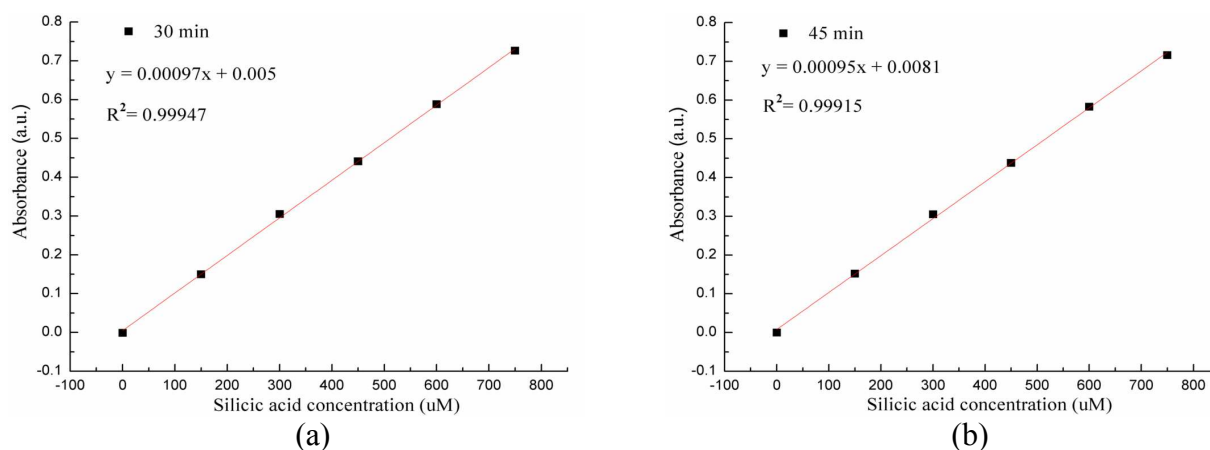 0.8
0.7
0.6
0.5
0.4
0.3
0.2
0.1
0.0
-0.1
Absorbance (a.u.)
30 min
y = 0.00097x + 0.005
R²= 0.99947
-100 0 100 200 300 400 500 600 700 800
Silicic acid concentration (uM)
(a)
0.8
0.7
0.6
0.5
0.4
0.3
0.2
0.1
0.0
-0.1
Absorbance (a.u.)
45 min
y = 0.00095x + 0.0081
R²= 0.99915
-100 0 100 200 300 400 500 600 700 800
Silicic acid concentration (uM)
(b)